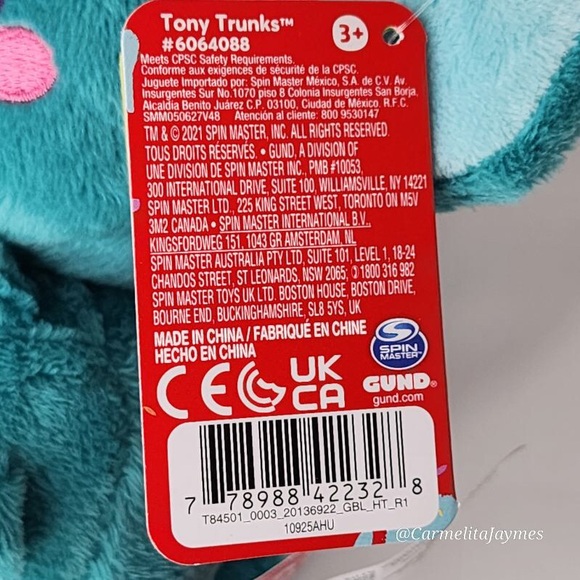 Tony Trunks™
#6064088
3+
Meets CPSC Safety Requirements.
Conforme aux exigences de sécurité de la CPSC.
Juguete Importado por: Spin Master México, S.A. de C.V. Av.
Insurgentes Sur No.1070 piso 8 Colonia Insurgentes San Borja,
Alcaldía Benito Juárez C.P. 03100, Ciudad de México. R.F.C.
SMM050627V48 Atención al cliente: 800 9530147
TM & © 2021 SPIN MASTER, INC. ALL RIGHTS RESERVED.
TOUS DROITS RÉSERVÉS. • GUND, A DIVISION OF
UNE DIVISION DE SPIN MASTER INC., PMB #10053,
300 INTERNATIONAL DRIVE, SUITE 100, WILLIAMSVILLE, NY 14221
SPIN MASTER LTD., 225 KING STREET WEST, TORONTO ON M5V
3M2 CANADA • SPIN MASTER INTERNATIONAL B.V.,
KINGSFORDWEG 151, 1043 GR AMSTERDAM, NL
SPIN MASTER AUSTRALIA PTY LTD, SUITE 101, LEVEL 1, 18-24
CHANDOS STREET, ST LEONARDS, NSW 2065; ✆1800 316 982
SPIN MASTER TOYS UK LTD. BOSTON HOUSE, BOSTON DRIVE,
BOURNE END, BUCKINGHAMSHIRE, SL8 5YS, UK
MADE IN CHINA / FABRIQUÉ EN CHINE
HECHO EN CHINA
SPIN
MASTER™
CE UK
CA
GUND®
gund.com
7 78988 42232 8
T84501_0003_20136922_GBL_HT_R1
10925AHU
@CarmelitaJaymes